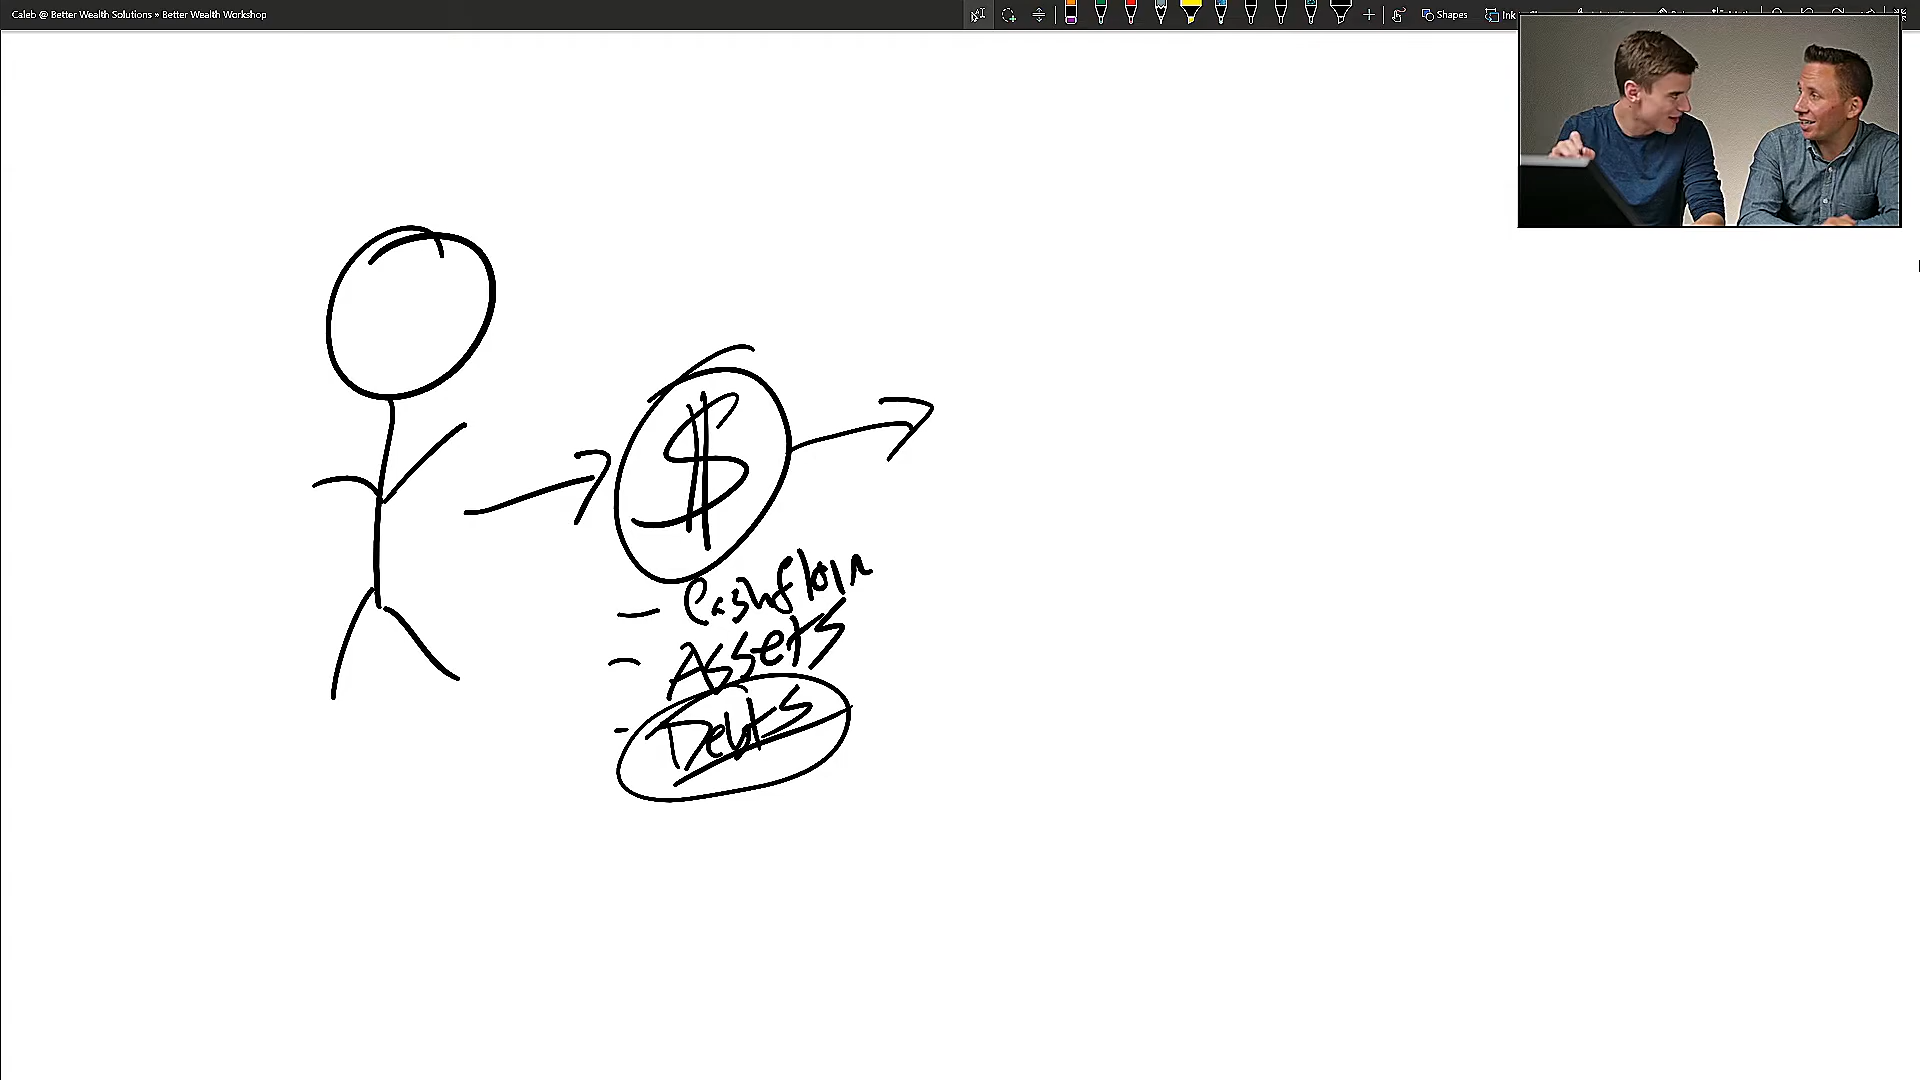 Caleb @ Better Wealth Solutions » Better Wealth Workshop
Shapes
Ink
$
- Cashflow
- Assets
- Debts